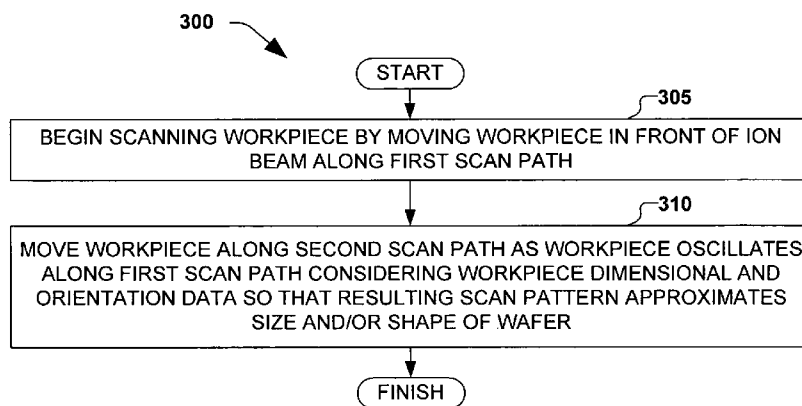 300
START
305
BEGIN SCANNING WORKPIECE BY MOVING WORKPIECE IN FRONT OF ION
BEAM ALONG FIRST SCAN PATH
310
MOVE WORKPIECE ALONG SECOND SCAN PATH AS WORKPIECE OSCILLATES
ALONG FIRST SCAN PATH CONSIDERING WORKPIECE DIMENSIONAL AND
ORIENTATION DATA SO THAT RESULTING SCAN PATTERN APPROXIMATES
SIZE AND/OR SHAPE OF WAFER
FINISH